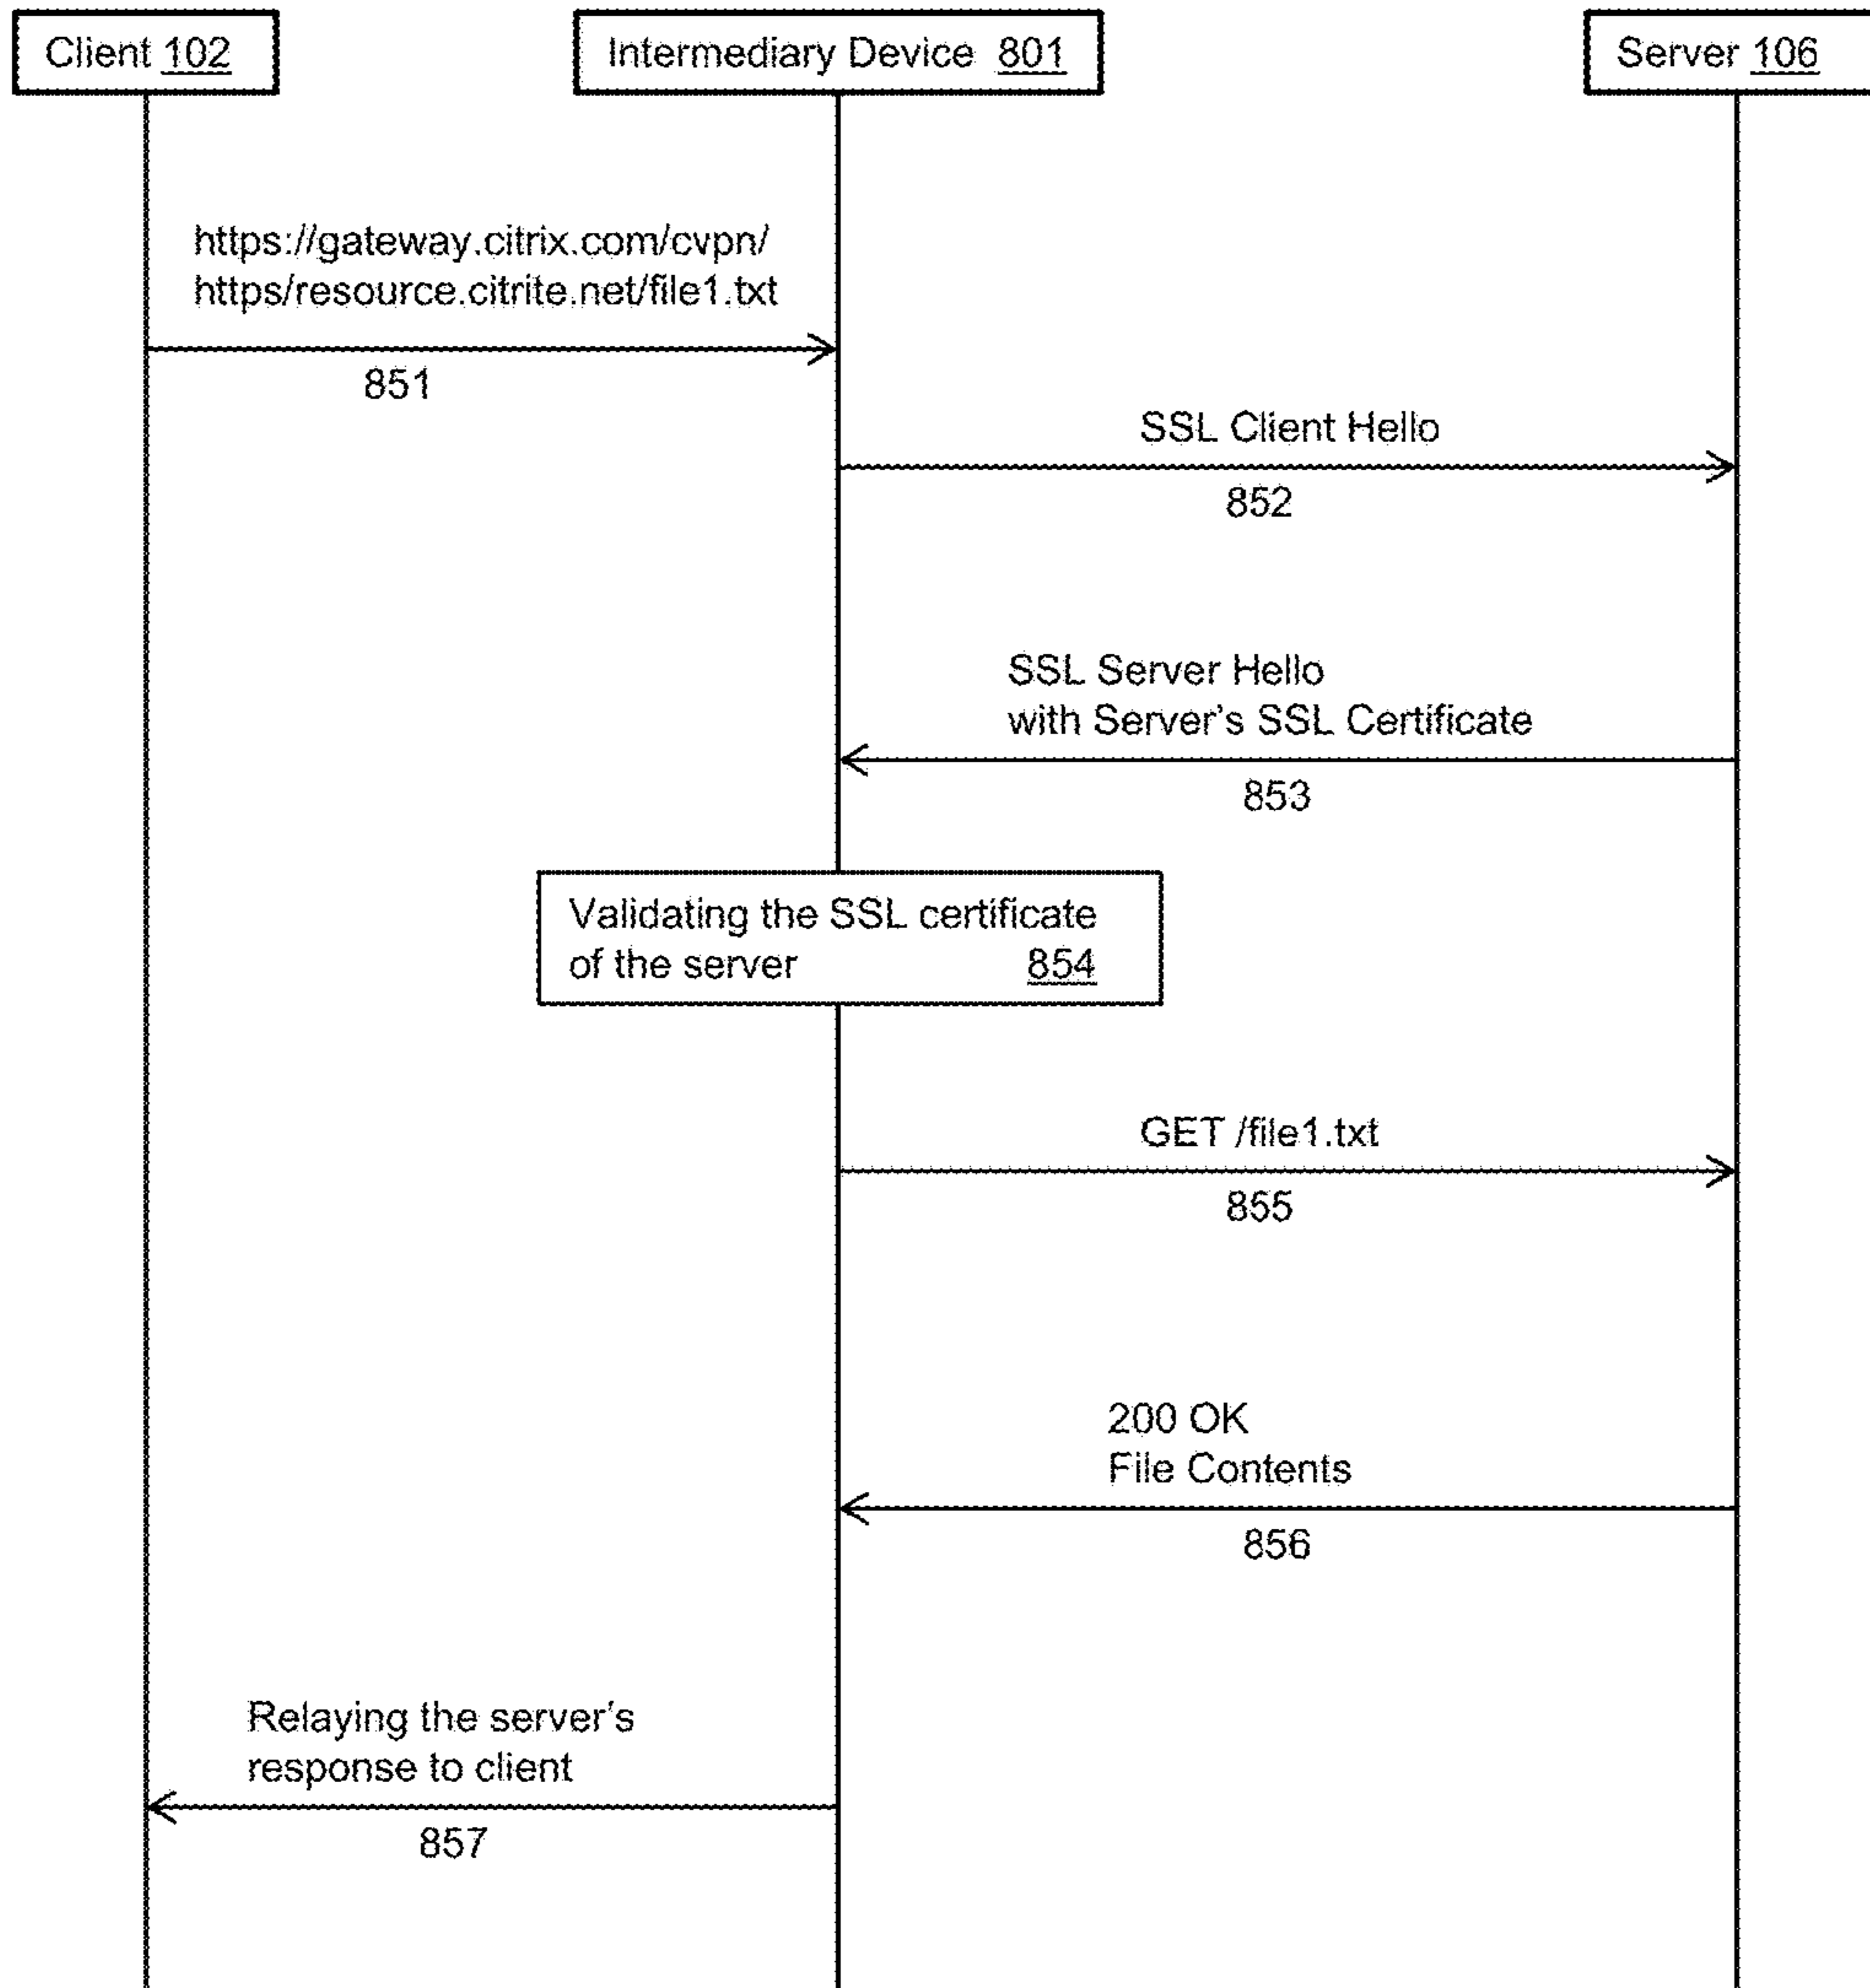 Client 102
Intermediary Device 801
Server 106
https://gateway.citrix.com/cvpn/
https/resource.citrite.net/file1.txt
851
SSL Client Hello
852
SSL Server Hello
with Server's SSL Certificate
853
Validating the SSL certificate
of the server 854
GET /file1.txt
855
200 OK
File Contents
856
Relaying the server's
response to client
857